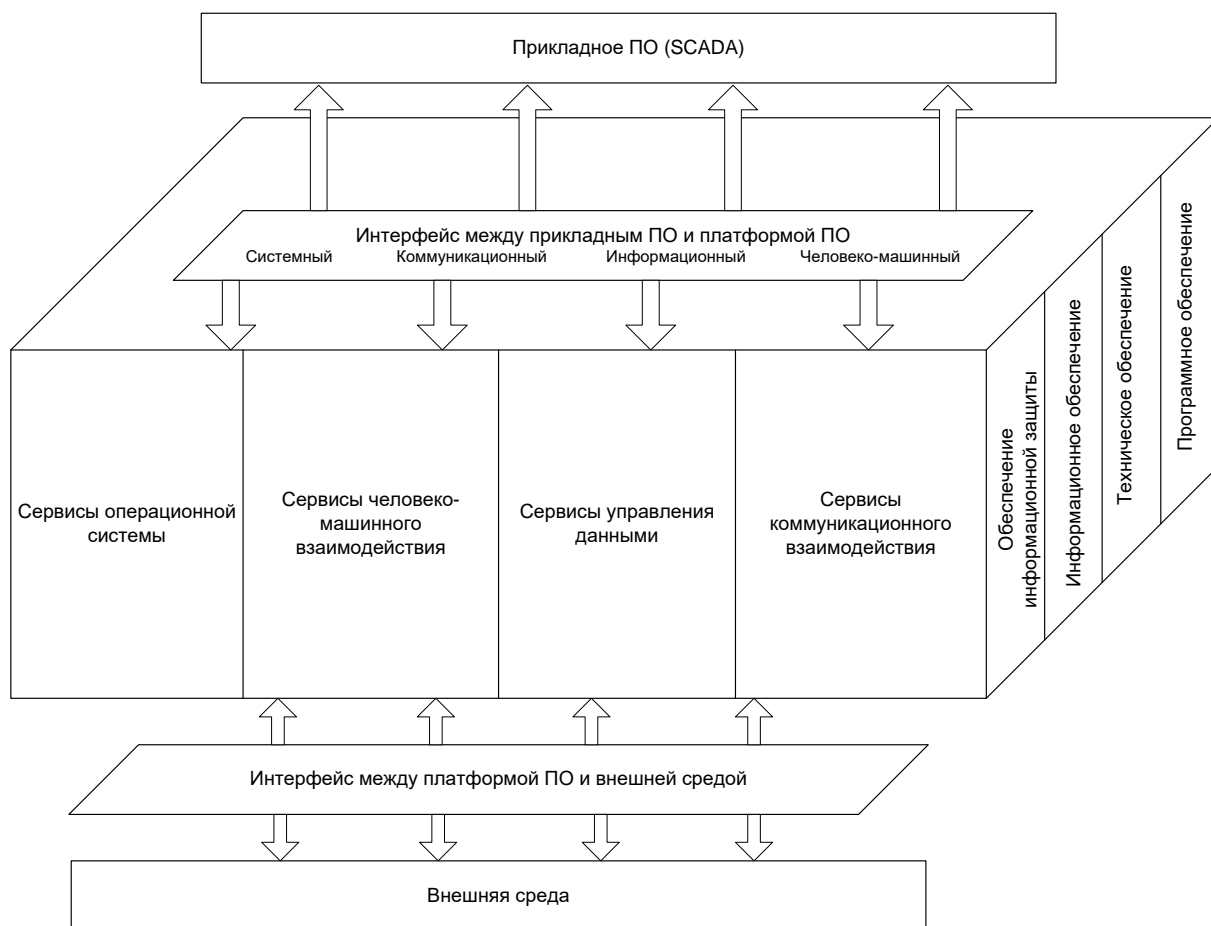 Прикладное ПО (SCADA)
Интерфейс между прикладным ПО и платформой ПО
Системный
Коммуникационный
Информационный
Человеко-машинный
Сервисы операционной
системы
Сервисы человеко-
машинного
взаимодействия
Сервисы управления
данными
Сервисы
коммуникационного
взаимодействия
Обеспечение
информационной защиты
Информационное обеспечение
Техническое обеспечение
Программное обеспечение
Интерфейс между платформой ПО и внешней средой
Внешняя среда